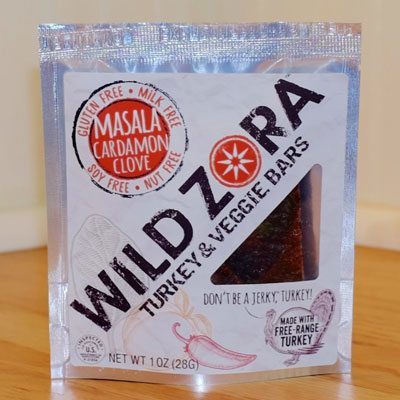 GLUTEN FREE • MILK FREE
MASALA
CARDAMON
CLOVE
SOY FREE • NUT FREE
WILD ZORA
TURKEY & VEGGIE BARS
DON'T BE A JERKY, TURKEY!
MADE WITH
FREE-RANGE
TURKEY
INSPECTED
U.S.
NET WT 1 OZ (28G)